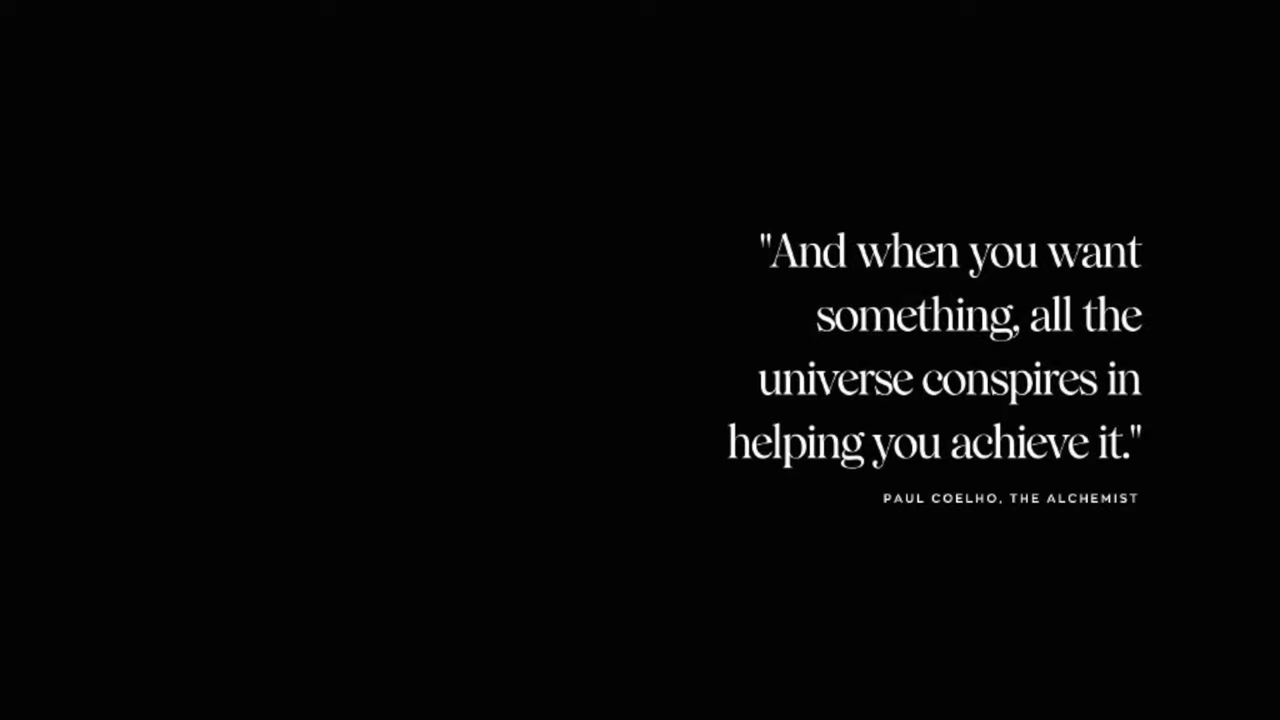 "And when you want
something, all the
universe conspires in
helping you achieve it."
PAUL COELHO, THE ALCHEMIST